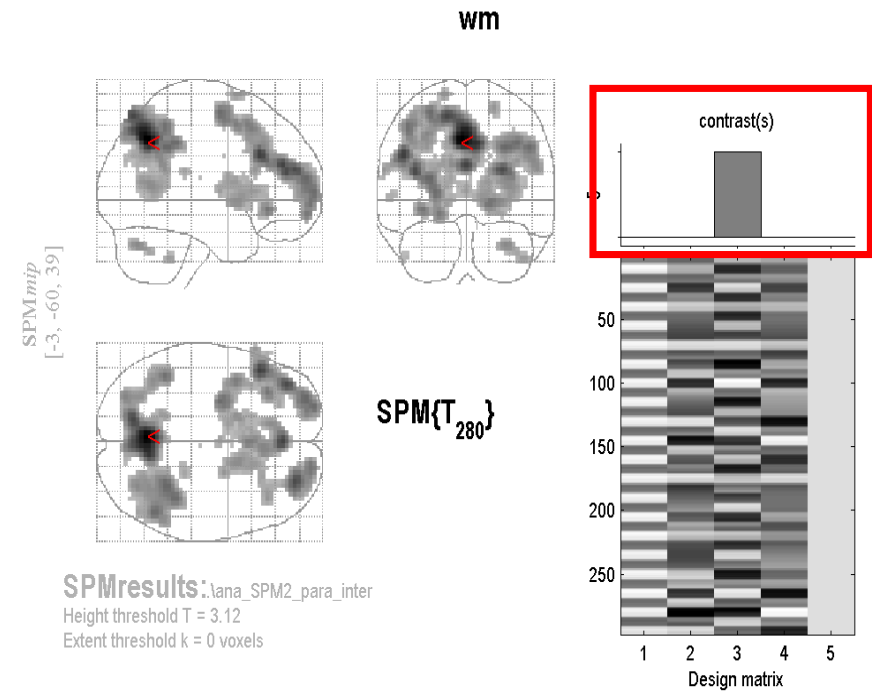 wm
contrast(s)
5
SPMmip
[-3, -60, 39]
<
<
<
SPM{T280}
50
100
150
200
250
1 2 3 4 5
Design matrix
SPMresults:.\ana_SPM2_para_inter
Height threshold T = 3.12
Extent threshold k = 0 voxels